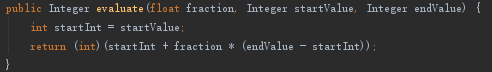 public Integer evaluate(float fraction, Integer startValue, Integer endValue) {
    int startInt = startValue;
    return (int)(startInt + fraction * (endValue - startInt));
}